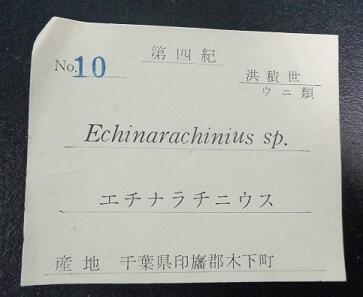 第四紀
No. 10
洪積世
ウニ類
Echinarachinius sp.
エチナラチニウス
産地 千葉県印旛郡木下町